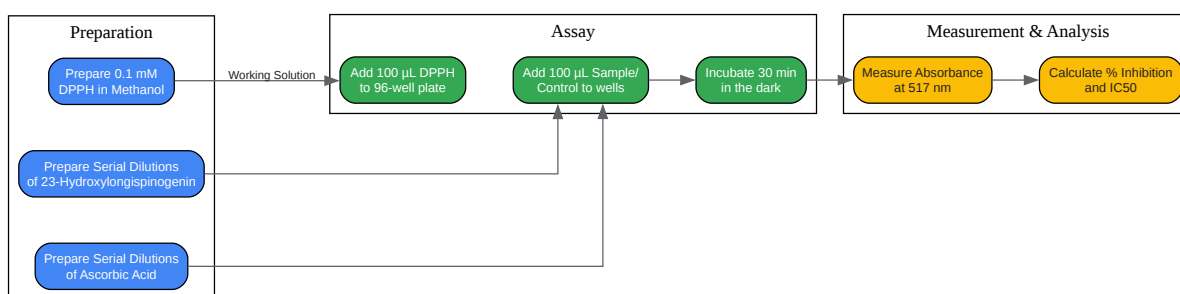 Preparation
Prepare 0.1 mM
DPPH in Methanol
Prepare Serial Dilutions
of 23-Hydroxylongispinogenin
Prepare Serial Dilutions
of Ascorbic Acid
Working Solution
Assay
Add 100 µL DPPH
to 96-well plate
Add 100 µL Sample/
Control to wells
Incubate 30 min
in the dark
Measurement & Analysis
Measure Absorbance
at 517 nm
Calculate % Inhibition
and IC50